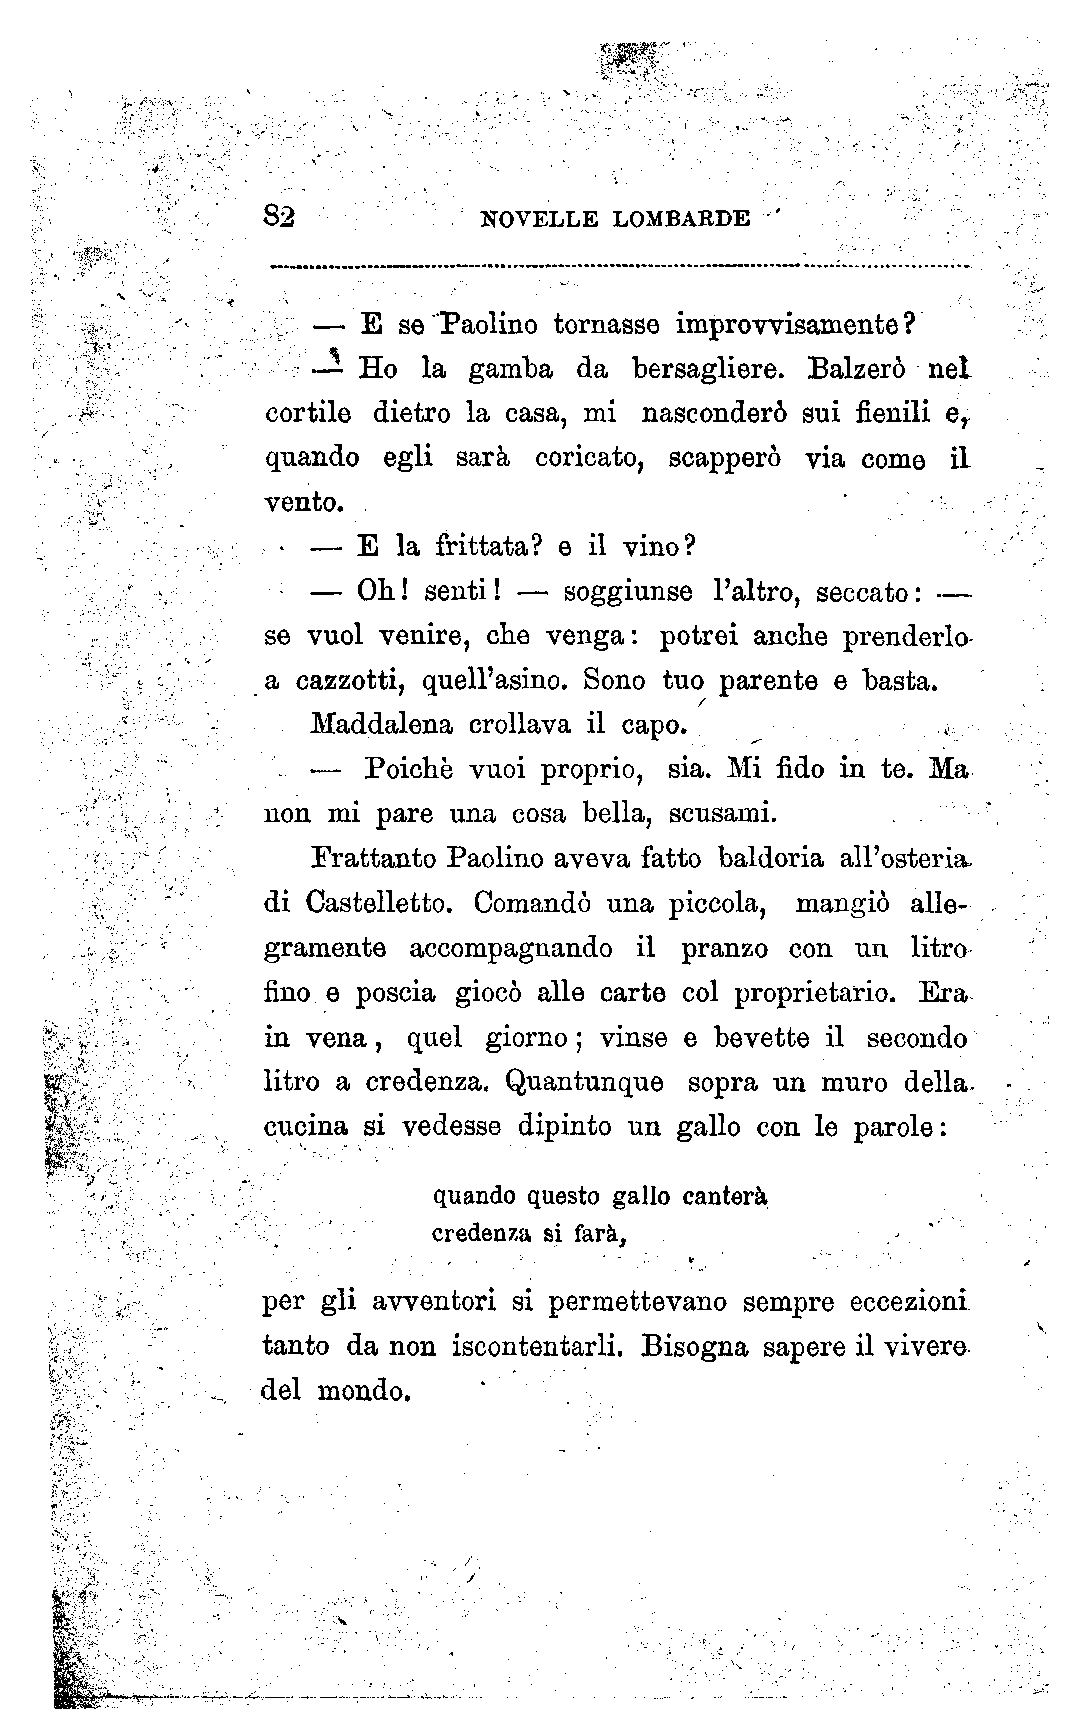 82 NOVELLE LOMBARDE
— E se Paolino tornasse improvvisamente?
— Ho la gamba da bersagliere. Balzerò nel
cortile dietro la casa, mi nasconderò sui fienili e,
quando egli sarà coricato, scapperò via come il
vento.
— E la frittata? e il vino?
— Oh! senti! — soggiunse l'altro, seccato: —
se vuol venire, che venga: potrei anche prenderlo
a cazzotti, quell'asino. Sono tuo parente e basta.
Maddalena crollava il capo.
— Poichè vuoi proprio, sia. Mi fido in te. Ma
non mi pare una cosa bella, scusami.
Frattanto Paolino aveva fatto baldoria all'osteria
di Castelletto. Comandò una piccola, mangiò alle-
gramente accompagnando il pranzo con un litro
fino e poscia giocò alle carte col proprietario. Era
in vena, quel giorno; vinse e bevette il secondo
litro a credenza. Quantunque sopra un muro della
cucina si vedesse dipinto un gallo con le parole:
quando questo gallo canterà
credenza si farà,
per gli avventori si permettevano sempre eccezioni
tanto da non iscontentarli. Bisogna sapere il vivere
del mondo.